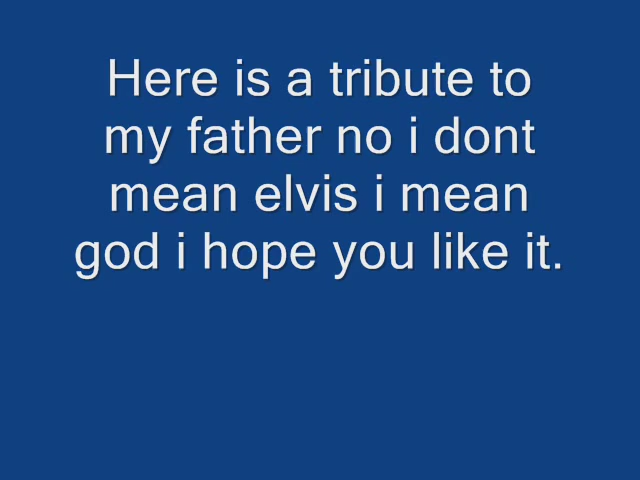 Here is a tribute to
my father no i dont
mean elvis i mean
god i hope you like it.